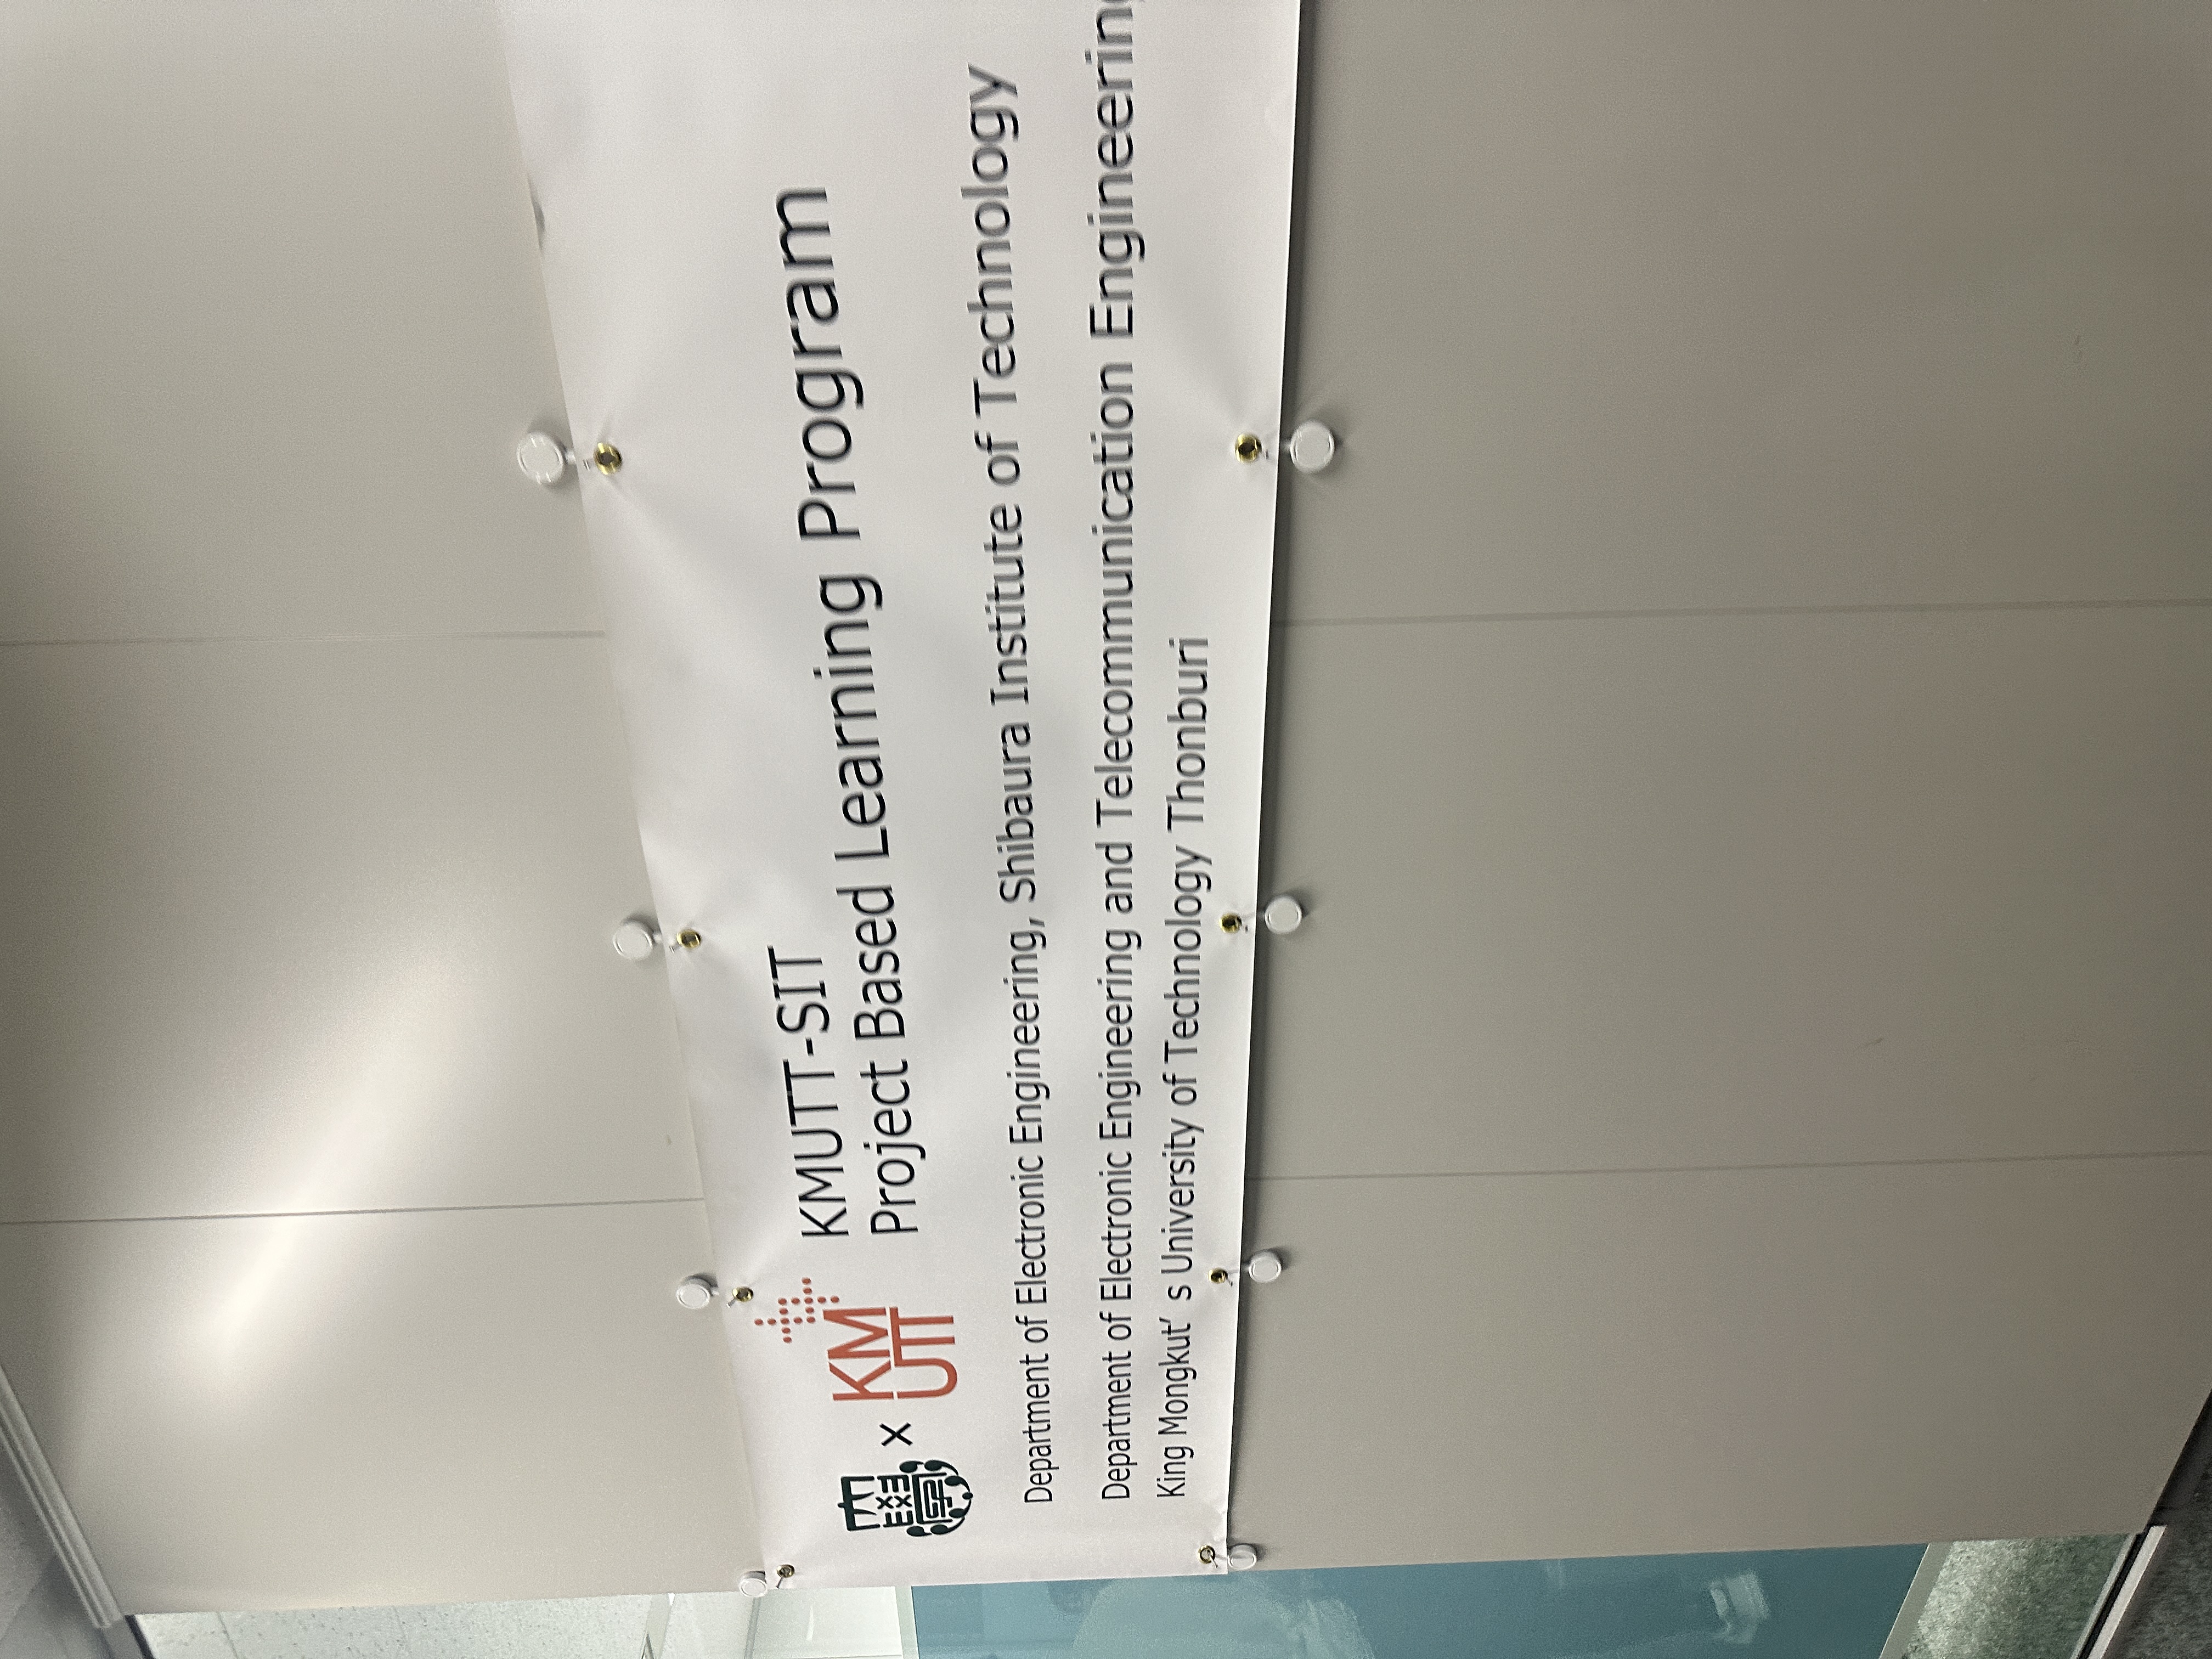 × KM
UTT
KMUTT-SIT
Project Based Learning Program
Department of Electronic Engineering, Shibaura Institute of Technology
Department of Electronic Engineering and Telecommunication Engineering
King Mongkut' s University of Technology Thonburi